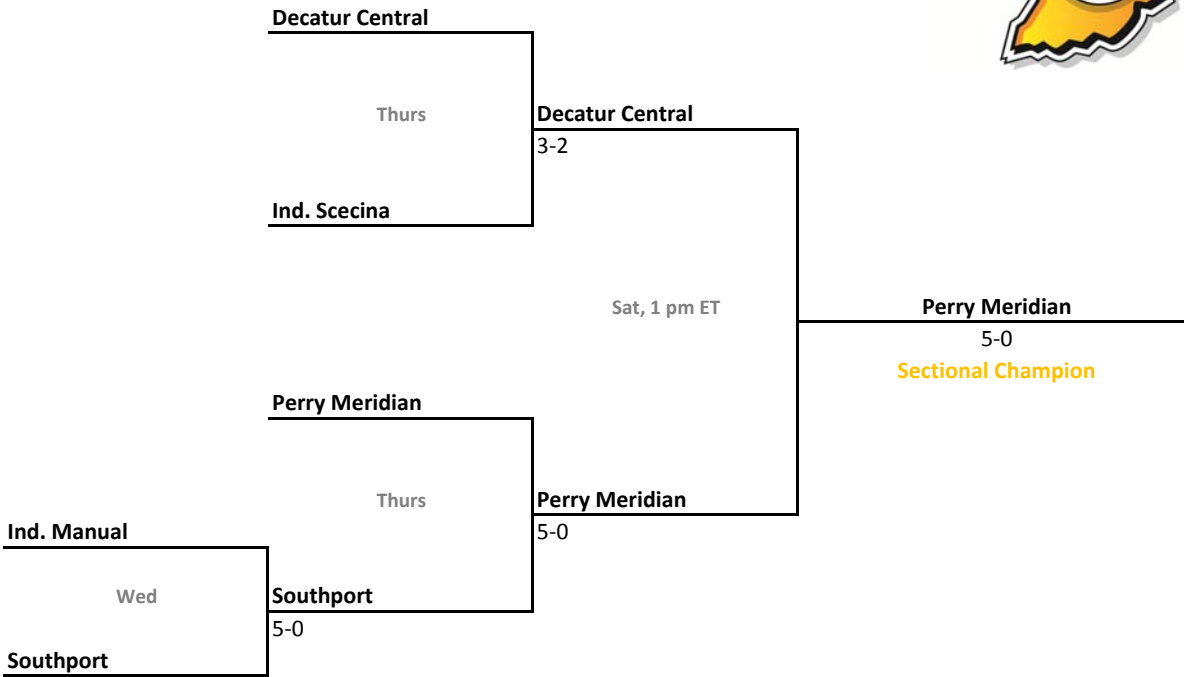 Decatur Central
Thurs
Decatur Central
3-2
Ind. Scecina
Sat, 1 pm ET
Perry Meridian
5-0
Sectional Champion
Perry Meridian
Thurs
Perry Meridian
5-0
Ind. Manual
Wed
Southport
5-0
Southport